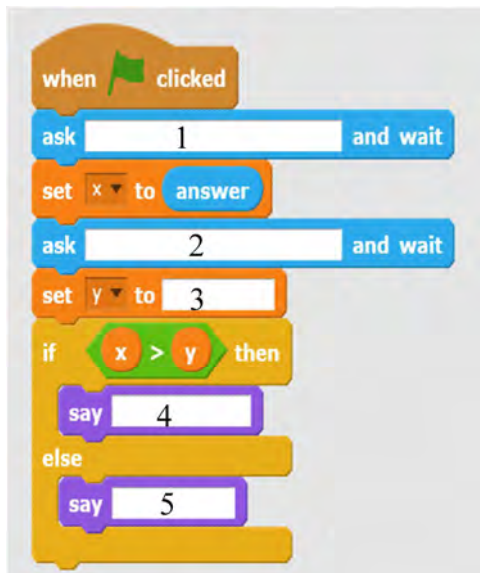 when clicked
ask 1 and wait
set x to answer
ask 2 and wait
set y to 3
if x > y then
say 4
else
say 5